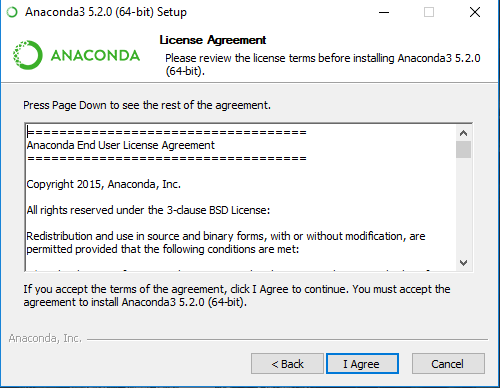 Anaconda3 5.2.0 (64-bit) Setup
ANACONDA
License Agreement
Please review the license terms before installing Anaconda3 5.2.0
(64-bit).
Press Page Down to see the rest of the agreement.
===================================
Anaconda End User License Agreement
===================================
Copyright 2015, Anaconda, Inc.
All rights reserved under the 3-clause BSD License:
Redistribution and use in source and binary forms, with or without modification, are
permitted provided that the following conditions are met:
If you accept the terms of the agreement, click I Agree to continue. You must accept the
agreement to install Anaconda3 5.2.0 (64-bit).
Anaconda, Inc.
< Back
I Agree
Cancel